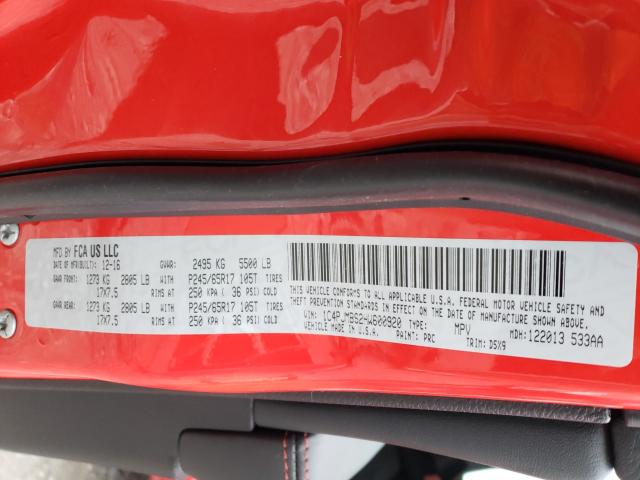 MFD BY FCA US LLC
DATE OF MFR(BUILT): 12-16 GVWR: 2495 KG 5500 LB
GAWR FRONT: 1273 KG 2805 LB WITH P245/65R17 105T TIRES
17X7.5 RIMS AT 250 KPA ( 36 PSI) COLD
GAWR REAR: 1273 KG 2805 LB WITH P245/65R17 105T TIRES
17X7.5 RIMS AT 250 KPA ( 36 PSI) COLD
THIS VEHICLE CONFORMS TO ALL APPLICABLE U.S.A. FEDERAL MOTOR VEHICLE SAFETY, BUMPER AND
THEFT PREVENTION STANDARDS IN EFFECT ON THE DATE OF MANUFACTURE SHOWN ABOVE.
VIN: TYPE: MPV MDH: 122013 533AA
MADE IN U.S.A. PAINT: PRC TRIM: D5X9